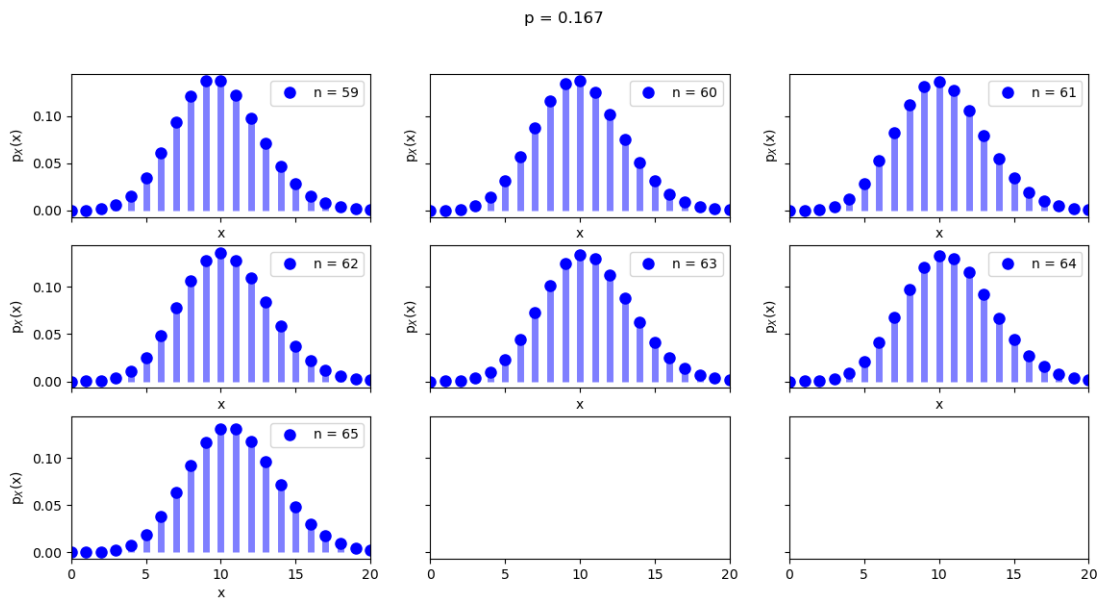 p = 0.167
n = 59
n = 60
n = 61
0.10
0.05
0.00
pX(x)
pX(x)
pX(x)
x
x
x
n = 62
n = 63
n = 64
0.10
0.05
0.00
pX(x)
pX(x)
pX(x)
x
x
x
n = 65
0.10
0.05
0.00
pX(x)
0 5 10 15 20
0 5 10 15 20
0 5 10 15 20
x